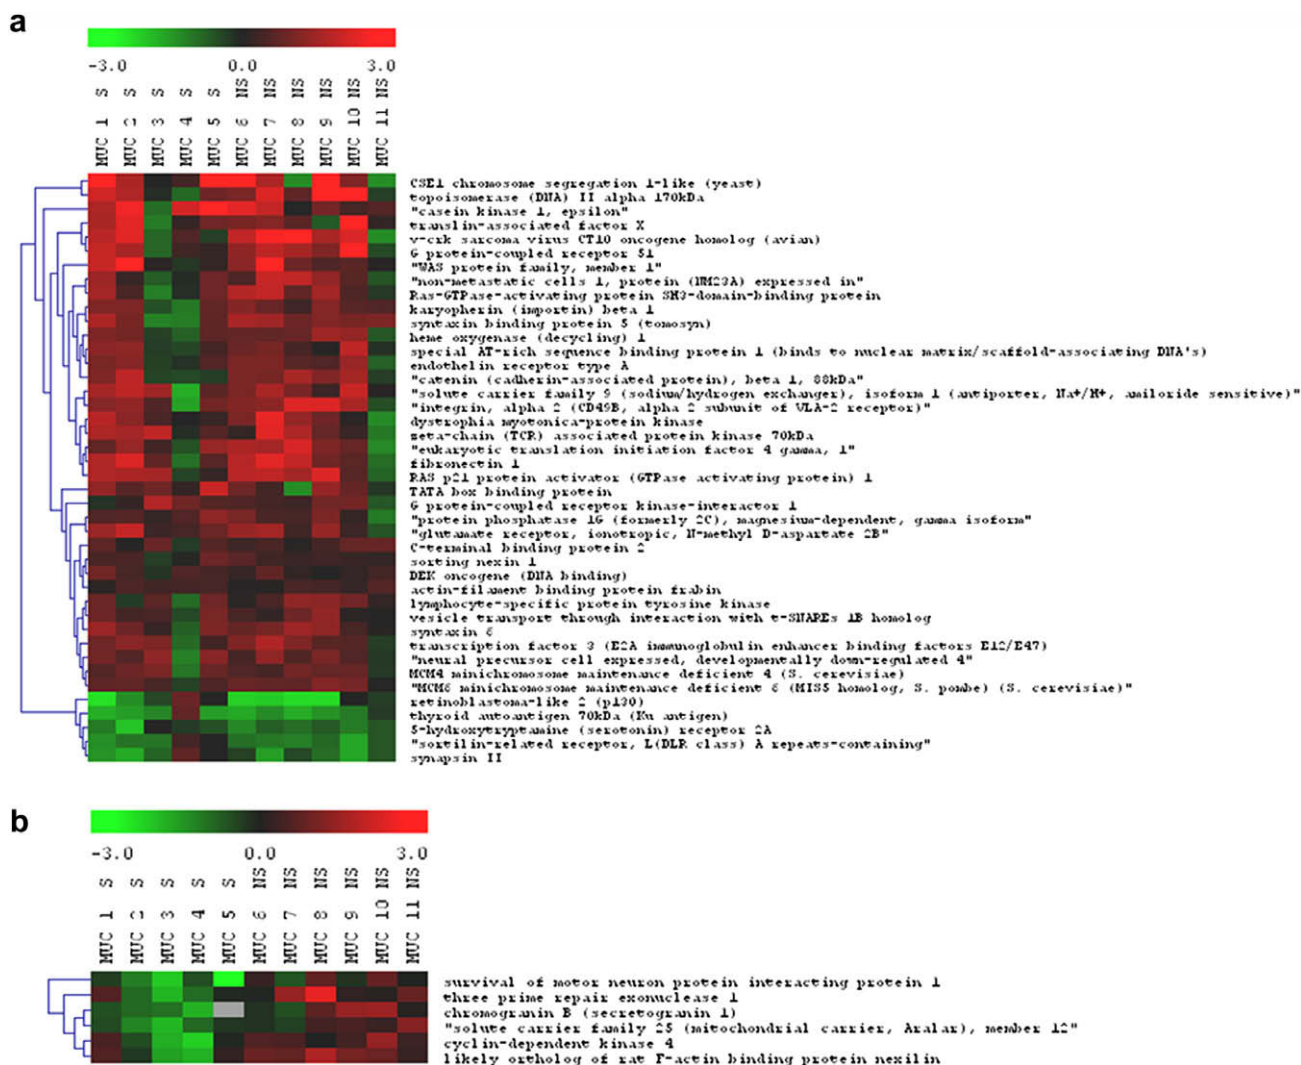 a
-3.0 0.0 3.0
MUC 1 S
MUC 2 S
MUC 3 S
MUC 4 S
MUC 5 S
MUC 6 NS
MUC 7 NS
MUC 8 NS
MUC 9 NS
MUC 10 NS
MUC 11 NS
CSE1 chromosome segregation 1-like (yeast)
topoisomerase (DNA) II alpha 170kDa
"casein kinase 1, epsilon"
translin-associated factor X
v-crk sarcoma virus CT10 oncogene homolog (avian)
G protein-coupled receptor 51
"WAS protein family, member 1"
"non-metastatic cells 1, protein (NM23A) expressed in"
Ras-GTPase-activating protein SH3-domain-binding protein
karyopherin (importin) beta 1
syntaxin binding protein 5 (tomosyn)
heme oxygenase (decycling) 1
special AT-rich sequence binding protein 1 (binds to nuclear matrix/scaffold-associating DNA's)
endothelin receptor type A
"catenin (cadherin-associated protein), beta 1, 88kDa"
"solute carrier family 9 (sodium/hydrogen exchanger), isoform 1 (antiporter, Na+/H+, amiloride sensitive)"
"integrin, alpha 2 (CD49B, alpha 2 subunit of VLA-2 receptor)"
dystrophia myotonica-protein kinase
zeta-chain (TCR) associated protein kinase 70kDa
"eukaryotic translation initiation factor 4 gamma, 1"
fibronectin 1
RAS p21 protein activator (GTPase activating protein) 1
TATA box binding protein
G protein-coupled receptor kinase-interactor 1
"protein phosphatase 1G (formerly 2C), magnesium-dependent, gamma isoform"
"glutamate receptor, ionotropic, N-methyl D-aspartate 2B"
C-terminal binding protein 2
sorting nexin 1
DEK oncogene (DNA binding)
actin-filament binding protein frabin
lymphocyte-specific protein tyrosine kinase
vesicle transport through interaction with t-SNAREs 1B homolog
syntaxin 6
transcription factor 3 (E2A immunoglobulin enhancer binding factors E12/E47)
"neural precursor cell expressed, developmentally down-regulated 4"
MCM4 minichromosome maintenance deficient 4 (S. cerevisiae)
"MCM6 minichromosome maintenance deficient 6 (MIS5 homolog, S. pombe) (S. cerevisiae)"
retinoblastoma-like 2 (p130)
thyroid autoantigen 70kDa (Ku antigen)
5-hydroxytryptamine (serotonin) receptor 2A
"sortilin-related receptor, L(DLR class) A repeats-containing"
synapsin II
b
-3.0 0.0 3.0
MUC 1 S
MUC 2 S
MUC 3 S
MUC 4 S
MUC 5 S
MUC 6 NS
MUC 7 NS
MUC 8 NS
MUC 9 NS
MUC 10 NS
MUC 11 NS
survival of motor neuron protein interacting protein 1
three prime repair exonuclease 1
chromogranin B (secretogranin 1)
"solute carrier family 25 (mitochondrial carrier, Aralar), member 12"
cyclin-dependent kinase 4
likely ortholog of rat F-actin binding protein nexilin